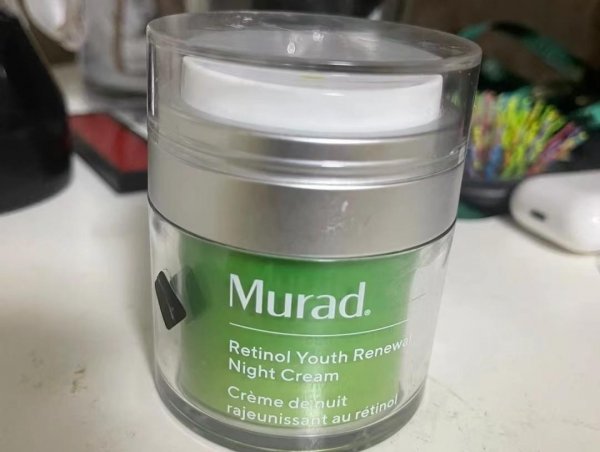 Murad.
Retinol Youth Renewal
Night Cream
Crème de nuit
rajeunissant au rétinol